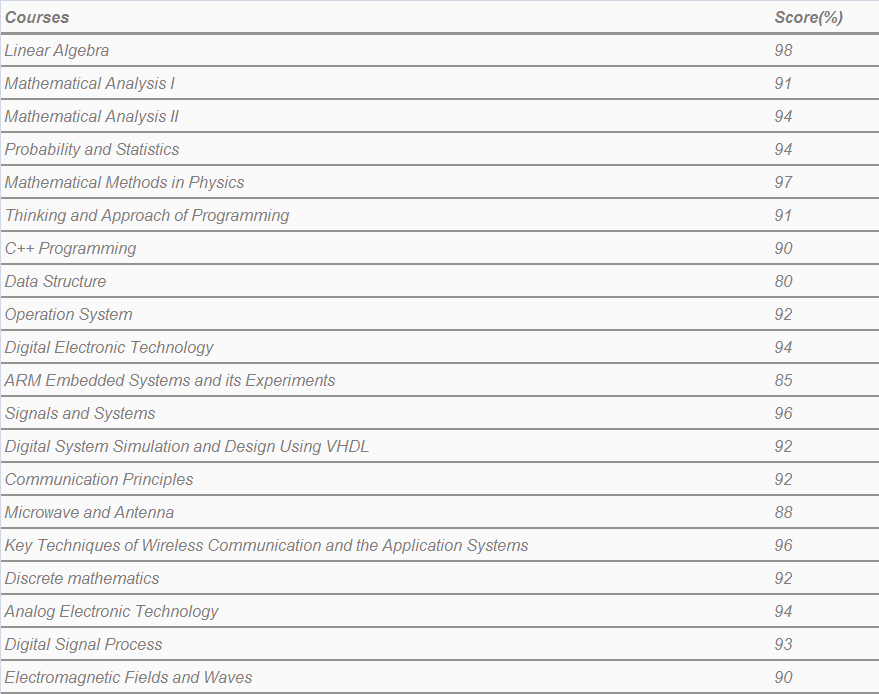 Courses Score(%)
Linear Algebra 98
Mathematical Analysis I 91
Mathematical Analysis II 94
Probability and Statistics 94
Mathematical Methods in Physics 97
Thinking and Approach of Programming 91
C++ Programming 90
Data Structure 80
Operation System 92
Digital Electronic Technology 94
ARM Embedded Systems and its Experiments 85
Signals and Systems 96
Digital System Simulation and Design Using VHDL 92
Communication Principles 92
Microwave and Antenna 88
Key Techniques of Wireless Communication and the Application Systems 96
Discrete mathematics 92
Analog Electronic Technology 94
Digital Signal Process 93
Electromagnetic Fields and Waves 90